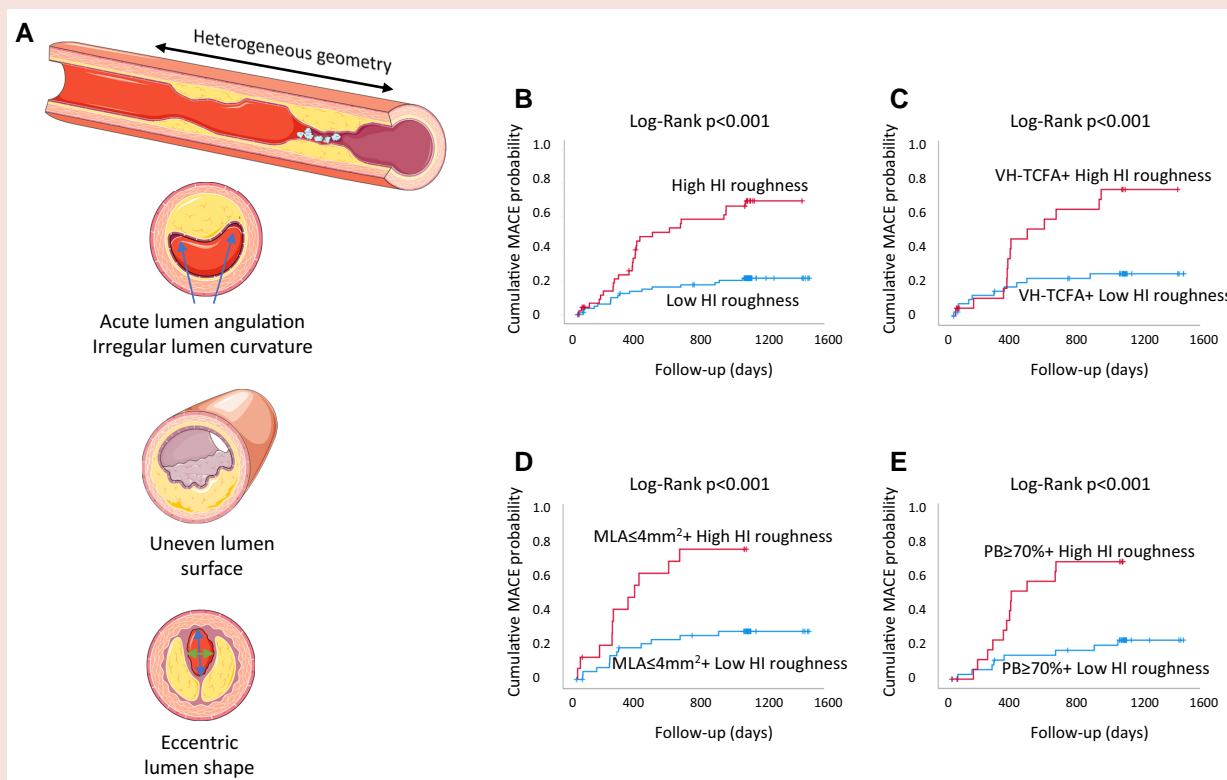 A
Heterogeneous geometry
Acute lumen angulation
Irregular lumen curvature
Uneven lumen
surface
Eccentric
lumen shape
B
Log-Rank p<0.001
Cumulative MACE probability
1.0
0.8
0.6
0.4
0.2
0
High HI roughness
Low HI roughness
0 400 800 1200 1600
Follow-up (days)
C
Log-Rank p<0.001
Cumulative MACE probability
1.0
0.8
0.6
0.4
0.2
0
VH-TCFA+ High HI roughness
VH-TCFA+ Low HI roughness
0 400 800 1200 1600
Follow-up (days)
D
Log-Rank p<0.001
Cumulative MACE probability
1.0
0.8
0.6
0.4
0.2
0
MLA≤4mm²+ High HI roughness
MLA≤4mm²+ Low HI roughness
0 400 800 1200 1600
Follow-up (days)
E
Log-Rank p<0.001
Cumulative MACE probability
1.0
0.8
0.6
0.4
0.2
0
PB≥70%+ High HI roughness
PB≥70%+ Low HI roughness
0 400 800 1200 1600
Follow-up (days)